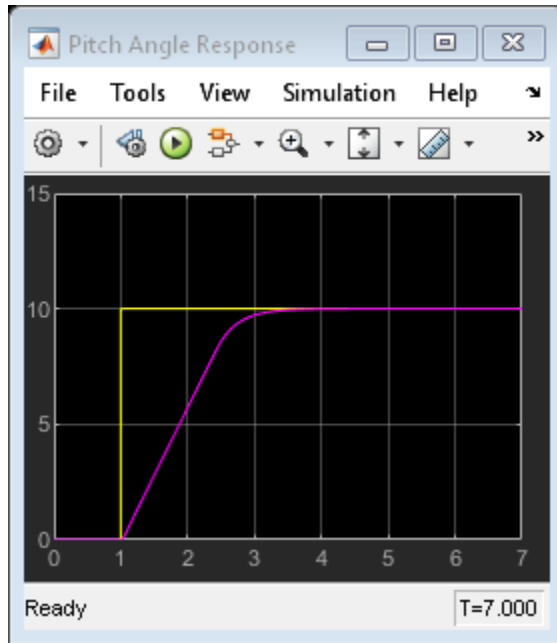 Pitch Angle Response
File Tools View Simulation Help
15
10
5
0
0 1 2 3 4 5 6 7
Ready T=7.000